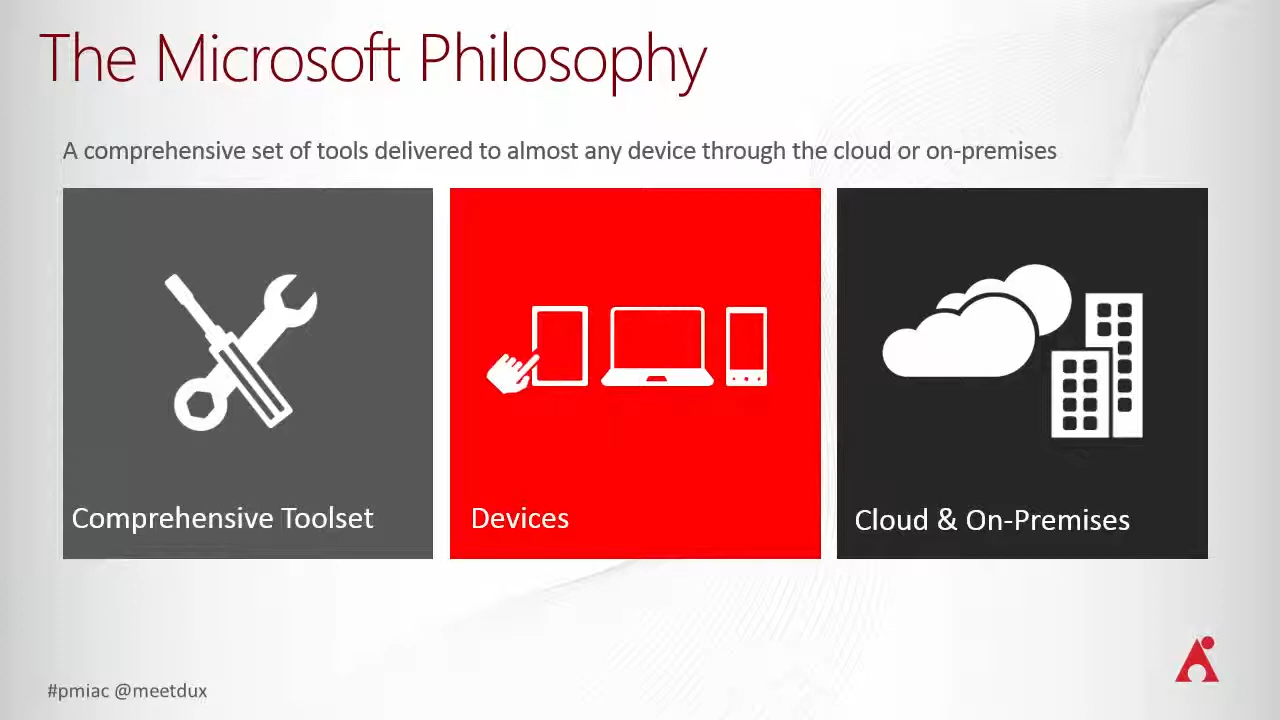 The Microsoft Philosophy
A comprehensive set of tools delivered to almost any device through the cloud or on-premises
Comprehensive Toolset
Devices
Cloud & On-Premises
#pmiac @meetdux